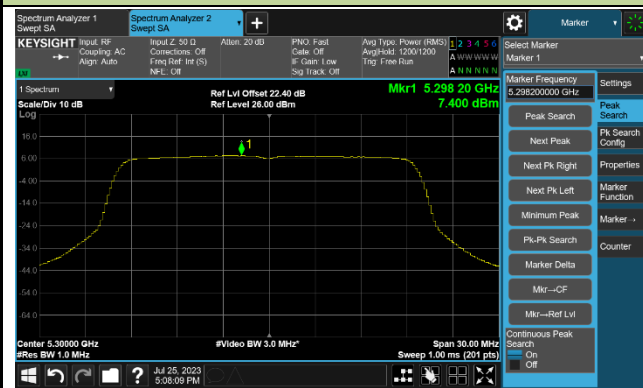 Spectrum Analyzer 1
Swept SA
Spectrum Analyzer 2
Swept SA
+
Marker
KEYSIGHT
Input: RF
Coupling: AC
Align: Auto
Input Z: 50 Ω
Corrections: Off
Freq Ref: Int (S)
NFE: Off
Atten: 20 dB
PNO: Fast
Gate: Off
IF Gain: Low
Sig Track: Off
Avg Type: Power (RMS)
Avg|Hold: 1200/1200
Trig: Free Run
1 2 3 4 5 6
A W W W W W
A N N N N N
LXI
Select Marker
Marker 1
Marker Frequency
5.298200000 GHz
Settings
Peak Search
Next Peak
Next Pk Right
Next Pk Left
Minimum Peak
Pk-Pk Search
Marker Delta
Mkr→CF
Mkr→Ref Lvl
Continuous Peak
Search
On
Off
Peak
Search
Pk Search
Config
Properties
Marker
Function
Marker→
Counter
1 Spectrum
Scale/Div 10 dB
Log
Ref Lvl Offset 22.40 dB
Ref Level 26.00 dBm
Mkr1 5.298 20 GHz
7.400 dBm
1
16.0
6.00
-4.00
-14.0
-24.0
-34.0
-44.0
-54.0
-64.0
Center 5.30000 GHz
#Res BW 1.0 MHz
#Video BW 3.0 MHz*
Span 30.00 MHz
Sweep 1.00 ms (201 pts)
?
Jul 25, 2023
5:08:09 PM